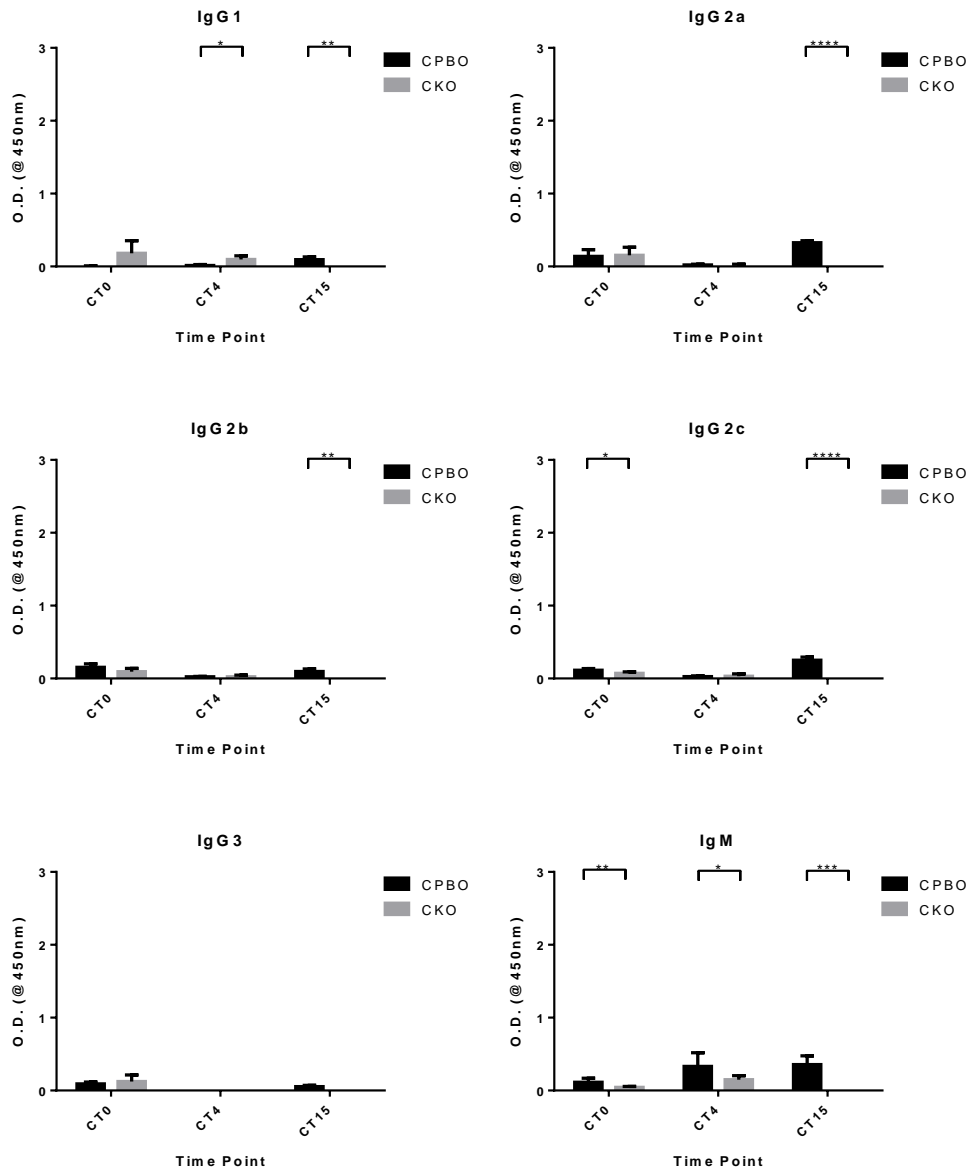 IgG1
* **
3
2
1
0
O.D. (@450nm)
CPBO
CKO
CT0 CT4 CT15
Time Point
IgG2a
****
3
2
1
0
O.D. (@450nm)
CPBO
CKO
CT0 CT4 CT15
Time Point
IgG2b
**
3
2
1
0
O.D. (@450nm)
CPBO
CKO
CT0 CT4 CT15
Time Point
IgG2c
* ****
3
2
1
0
O.D. (@450nm)
CPBO
CKO
CT0 CT4 CT15
Time Point
IgG3
3
2
1
0
O.D. (@450nm)
CPBO
CKO
CT0 CT4 CT15
Time Point
IgM
** * ***
3
2
1
0
O.D. (@450nm)
CPBO
CKO
CT0 CT4 CT15
Time Point